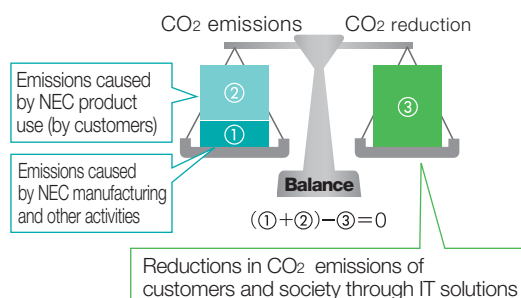 CO2 emissions
CO2 reduction
Emissions caused
by NEC product
use (by customers)
②
①
③
Emissions caused
by NEC manufacturing
and other activities
Balance
(①+②)−③=0
Reductions in CO2 emissions of
customers and society through IT solutions